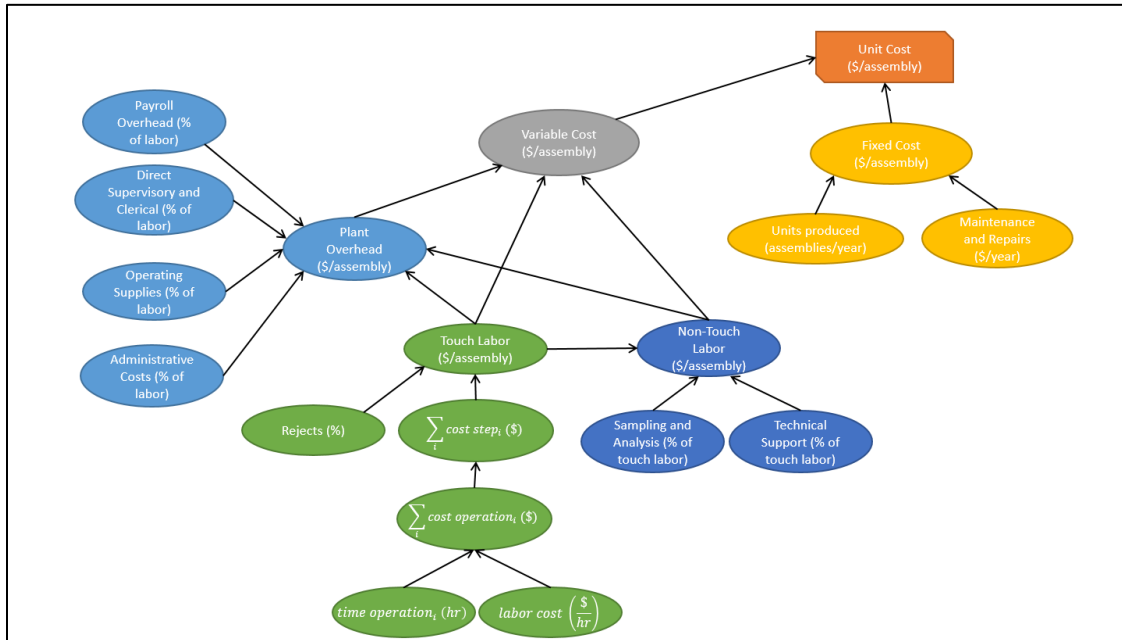 Unit Cost
($/assembly)
Payroll
Overhead (%
of labor)
Variable Cost
($/assembly)
Fixed Cost
($/assembly)
Direct
Supervisory and
Clerical (% of
labor)
Plant
Overhead
($/assembly)
Units produced
(assemblies/year)
Maintenance
and Repairs
($/year)
Operating
Supplies (% of
labor)
Touch Labor
($/assembly)
Non-Touch
Labor
($/assembly)
Administrative
Costs (% of
labor)
Rejects (%)
∑ cost stepᵢ ($)
i
Sampling and
Analysis (% of
touch labor)
Technical
Support (% of
touch labor)
∑ cost operationᵢ ($)
i
time operationᵢ (hr)
labor cost ($/hr)